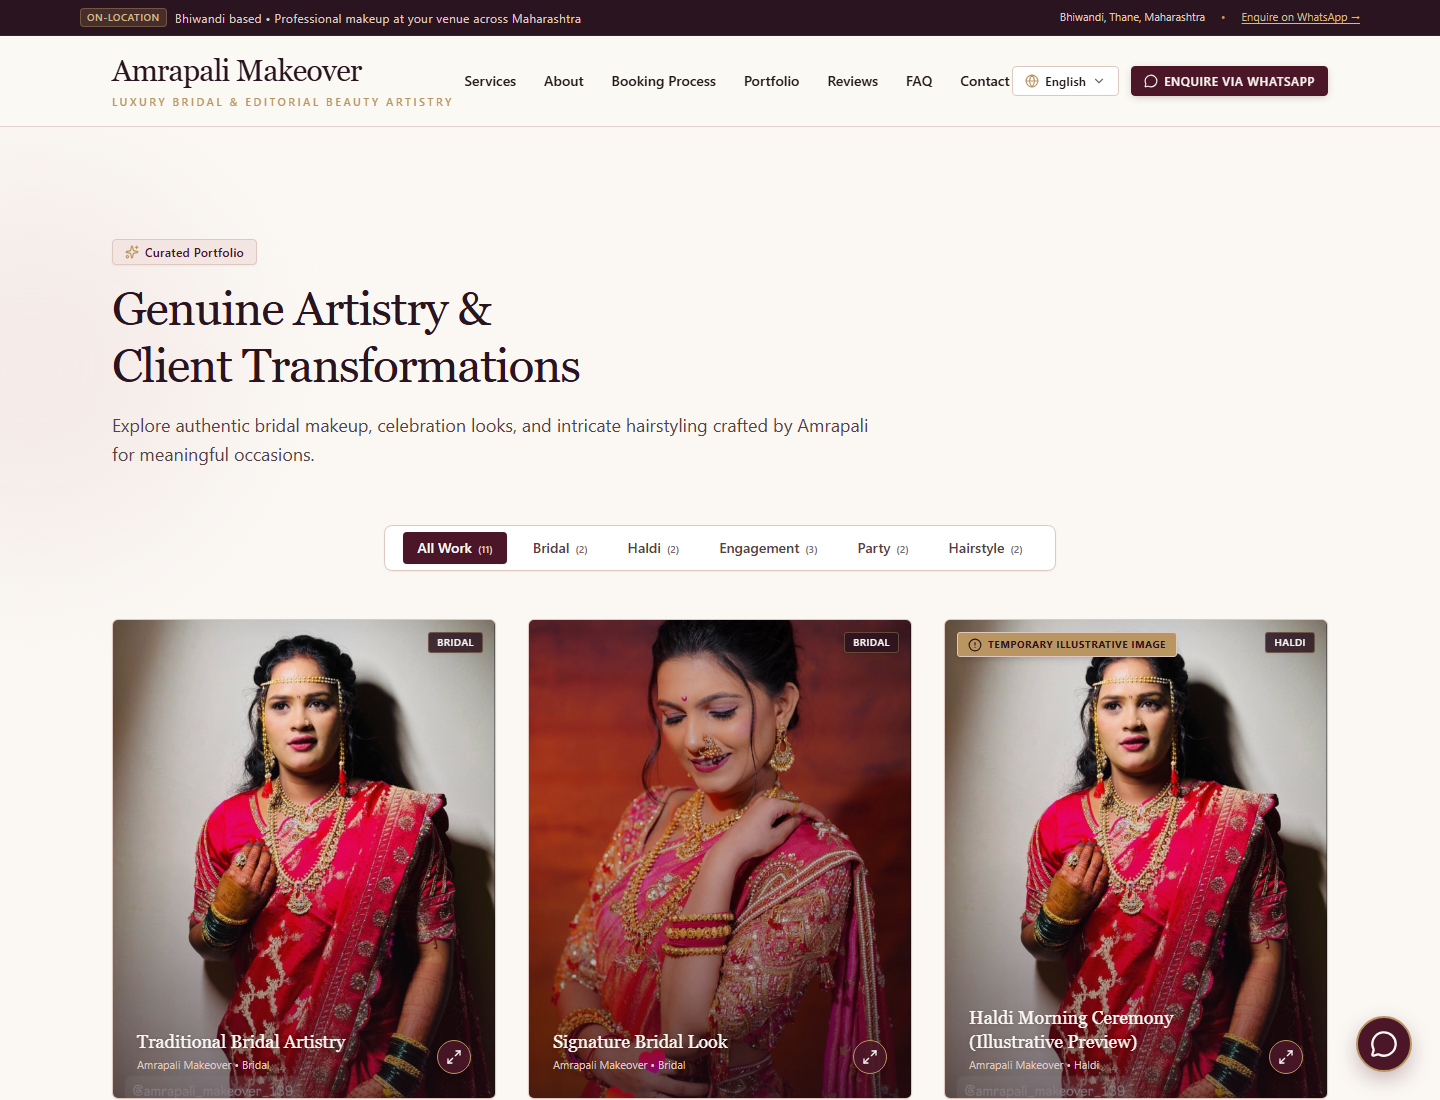 ON-LOCATION Bhiwandi based • Professional makeup at your venue across Maharashtra
Bhiwandi, Thane, Maharashtra • Enquire on WhatsApp →
Amrapali Makeover
LUXURY BRIDAL & EDITORIAL BEAUTY ARTISTRY
Services About Booking Process Portfolio Reviews FAQ Contact
English
ENQUIRE VIA WHATSAPP
Curated Portfolio
Genuine Artistry &
Client Transformations
Explore authentic bridal makeup, celebration looks, and intricate hairstyling crafted by Amrapali
for meaningful occasions.
All Work (11) Bridal (2) Haldi (2) Engagement (3) Party (2) Hairstyle (2)
BRIDAL
Traditional Bridal Artistry
Amrapali Makeover • Bridal
@amrapali_makeover_139
BRIDAL
Signature Bridal Look
Amrapali Makeover • Bridal
TEMPORARY ILLUSTRATIVE IMAGE
HALDI
Haldi Morning Ceremony
(Illustrative Preview)
Amrapali Makeover • Haldi
@amrapali_makeover_139